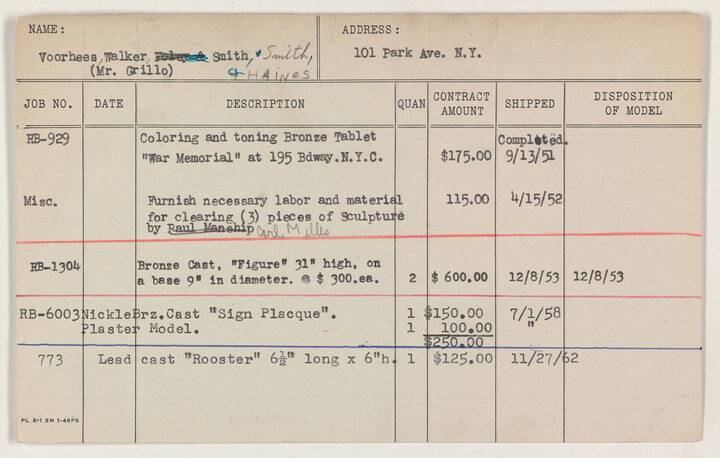 NAME:
Voorhees, Walker, Foley & Smith, & Smith,
(Mr. Grillo) & HAINES
ADDRESS:
101 Park Ave. N.Y.
JOB NO. DATE DESCRIPTION QUAN CONTRACT AMOUNT SHIPPED DISPOSITION OF MODEL
RB-929 Coloring and toning Bronze Tablet Completed.
"War Memorial" at 195 Bdway.N.Y.C. $175.00 9/13/51
Misc. Furnish necessary labor and material 115.00 4/15/52
for clearing (3) pieces of Sculpture
by Paul Manship Carl Milles
RB-1304 Bronze Cast, "Figure" 31" high, on
a base 9" in diameter. @ $ 300.ea. 2 $ 600.00 12/8/53 12/8/53
RB-6003 Nickle Brz.Cast "Sign Placque". 1 $150.00 7/1/58
Plaster Model. 1 100.00 "
$250.00
773 Lead cast "Rooster" 6½" long x 6"h. 1 $125.00 11/27/62
PL 6-1 3M 1-46PS